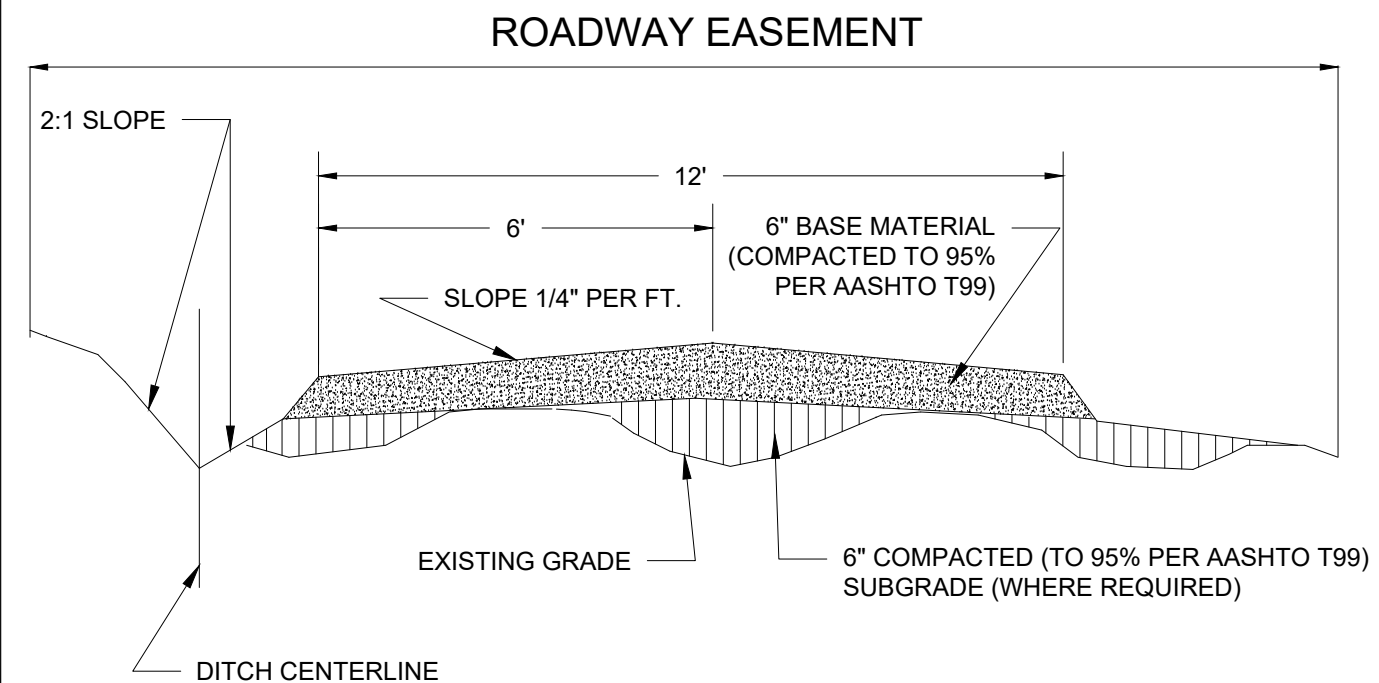 ROADWAY EASEMENT
2:1 SLOPE
12'
6'
6" BASE MATERIAL
(COMPACTED TO 95%
PER AASHTO T99)
SLOPE 1/4" PER FT.
EXISTING GRADE
6" COMPACTED (TO 95% PER AASHTO T99)
SUBGRADE (WHERE REQUIRED)
DITCH CENTERLINE